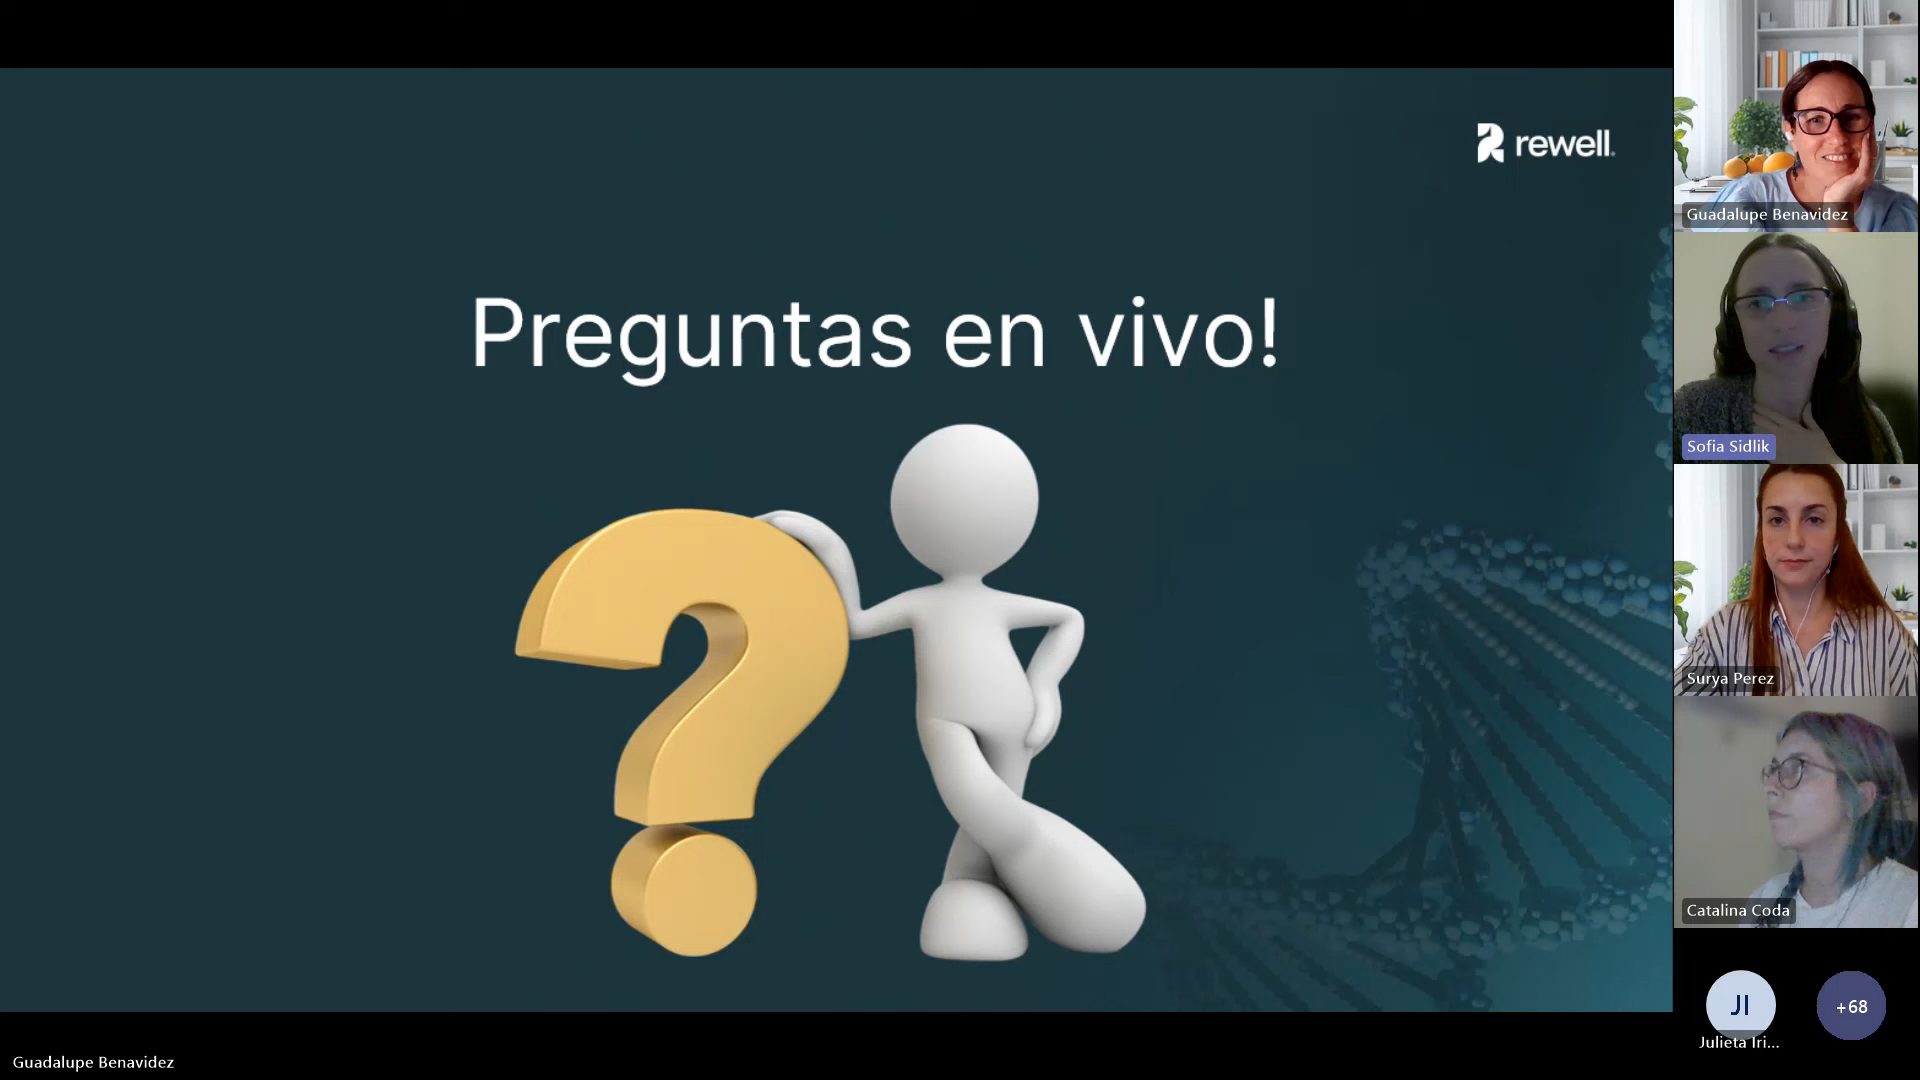 rewell.
Preguntas en vivo!
Guadalupe Benavidez
Sofia Sidlik
Surya Perez
Catalina Coda
JI
+68
Julieta Iri...
Guadalupe Benavidez